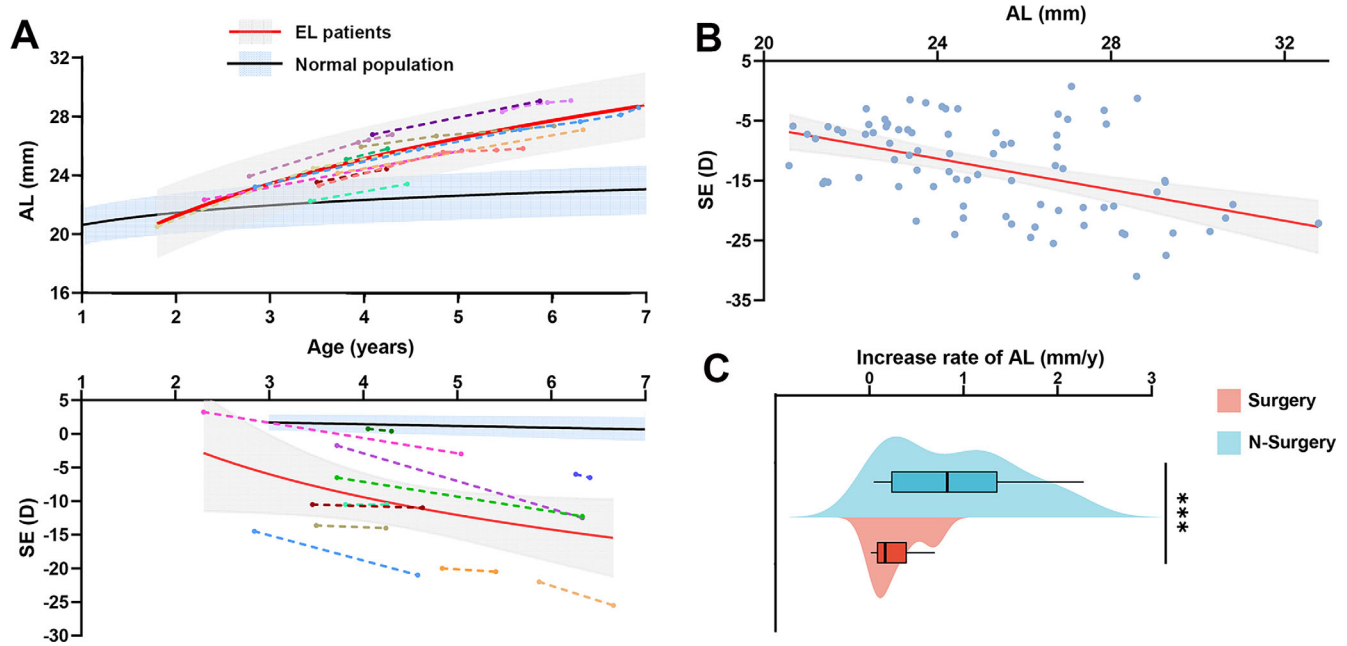 A
EL patients
Normal population
AL (mm)
32
28
24
20
16
1 2 3 4 5 6 7
Age (years)
1 2 3 4 5 6 7
SE (D)
5
0
-5
-10
-15
-20
-25
-30
B
AL (mm)
20 24 28 32
SE (D)
5
-5
-15
-25
-35
C
Increase rate of AL (mm/y)
0 1 2 3
Surgery
N-Surgery
***